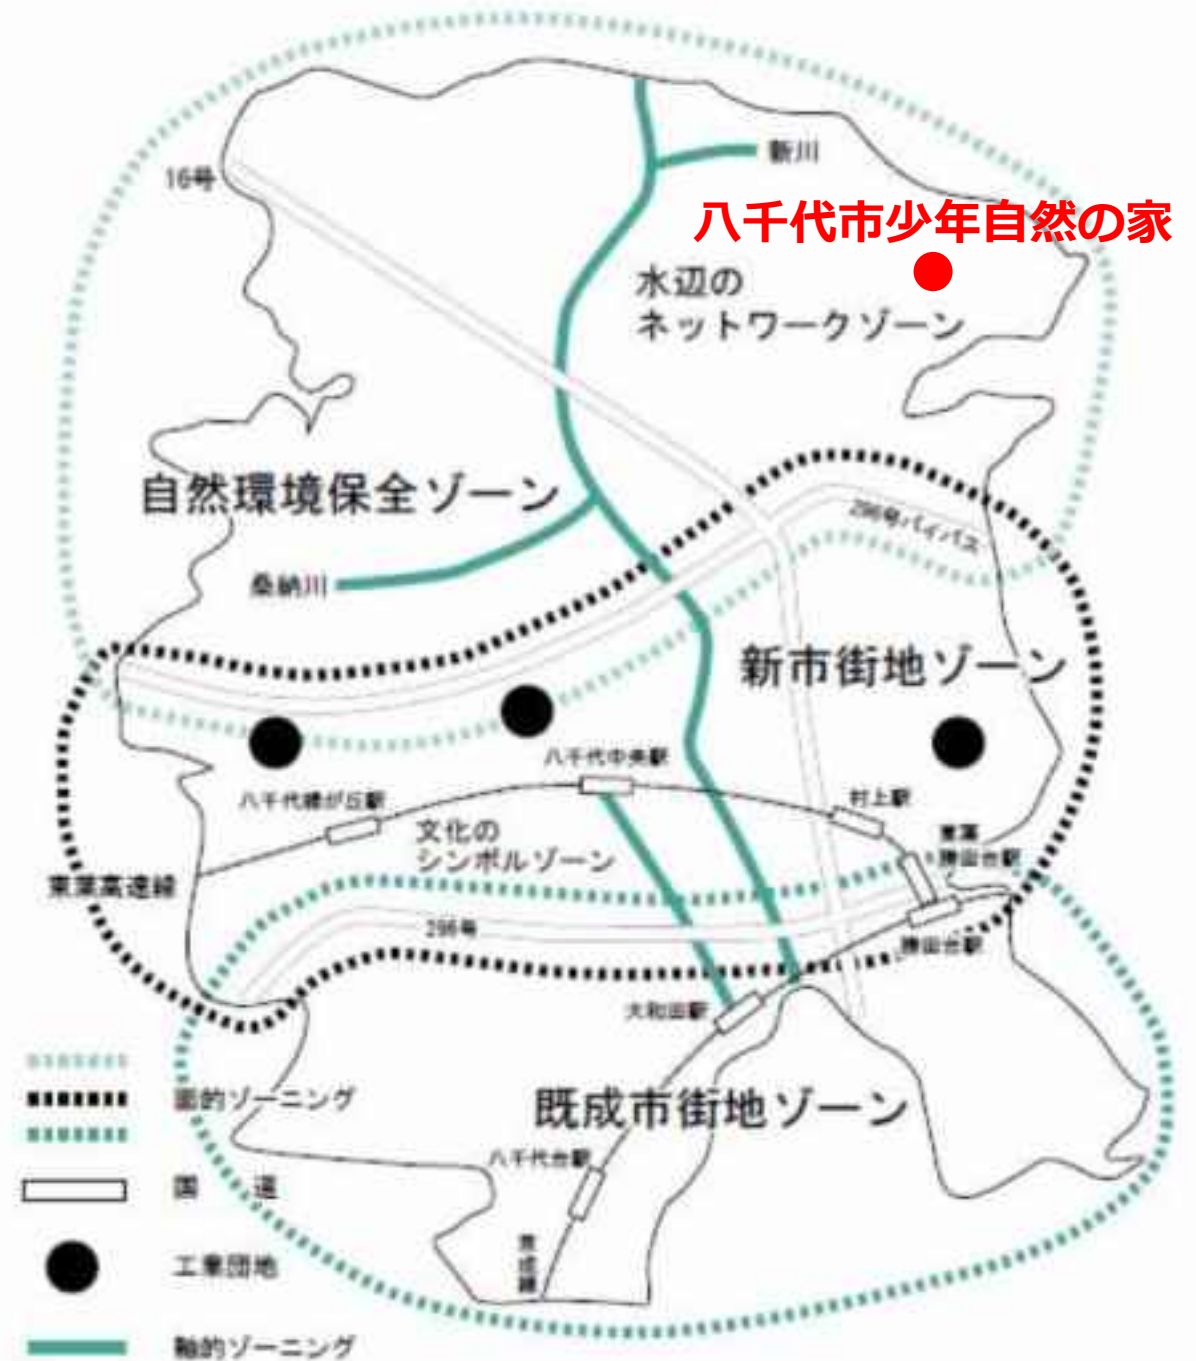 新川
16号
八千代市少年自然の家
水辺の
ネットワークゾーン
自然環境保全ゾーン
296号バイパス
桑納川
新市街地ゾーン
八千代中央駅
八千代緑が丘駅
村上駅
文化の
シンボルゾーン
東葉
勝田台駅
東葉高速線
296号
勝田台駅
大和田駅
面的ゾーニング
既成市街地ゾーン
八千代台駅
国　道
京成線
工業団地
軸的ゾーニング